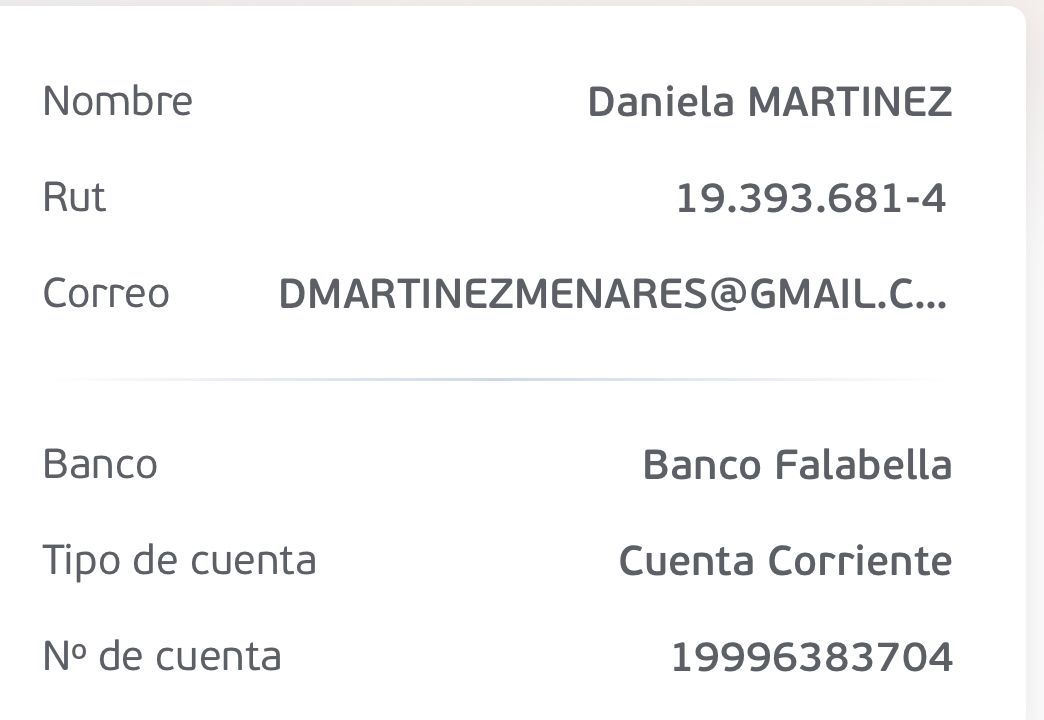 Nombre Daniela MARTINEZ
Rut 19.393.681-4
Correo DMARTINEZMENARES@GMAIL.C...
Banco Banco Falabella
Tipo de cuenta Cuenta Corriente
Nº de cuenta 19996383704